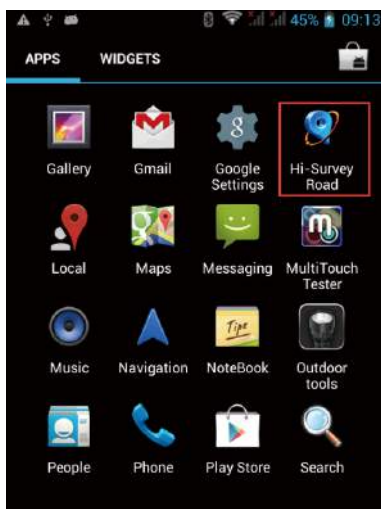 45% 09:13
APPS WIDGETS
Gallery Gmail Google Settings Hi-Survey Road
Local Maps Messaging MultiTouch Tester
Music Navigation NoteBook Outdoor tools
People Phone Play Store Search